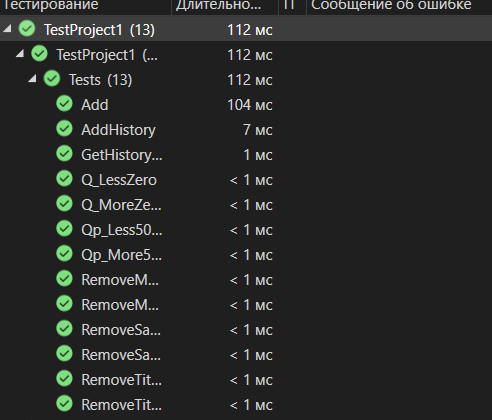 Тестирование Длительно... П Сообщение об ошибке
TestProject1 (13) 112 мс
TestProject1 (... 112 мс
Tests (13) 112 мс
Add 104 мс
AddHistory 7 мс
GetHistory... 1 мс
Q_LessZero < 1 мс
Q_MoreZe... < 1 мс
Qp_Less50... < 1 мс
Qp_More5... < 1 мс
RemoveM... < 1 мс
RemoveM... < 1 мс
RemoveSa... < 1 мс
RemoveSa... < 1 мс
RemoveTit... < 1 мс
RemoveTit... < 1 мс